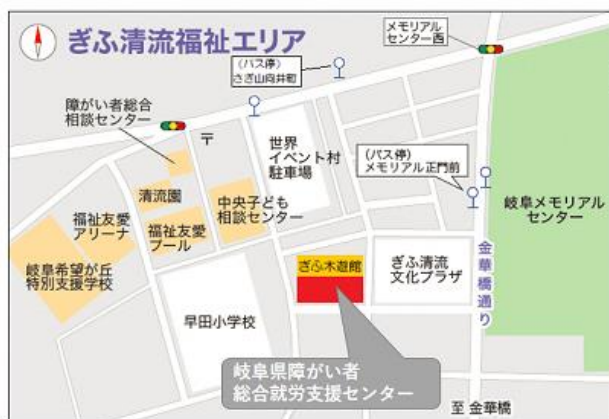 ぎふ清流福祉エリア
メモリアル
センター西
(バス停)
さぎ山向井町
障がい者総合
相談センター
〒
世界
イベント村
駐車場
(バス停)
メモリアル正門前
清流園
中央子ども
相談センター
福祉友愛
アリーナ
福祉友愛
プール
岐阜メモリアル
センター
岐阜希望が丘
特別支援学校
ぎふ木遊館
ぎふ清流
文化プラザ
金華橋通り
早田小学校
岐阜県障がい者
総合就労支援センター
至 金華橋